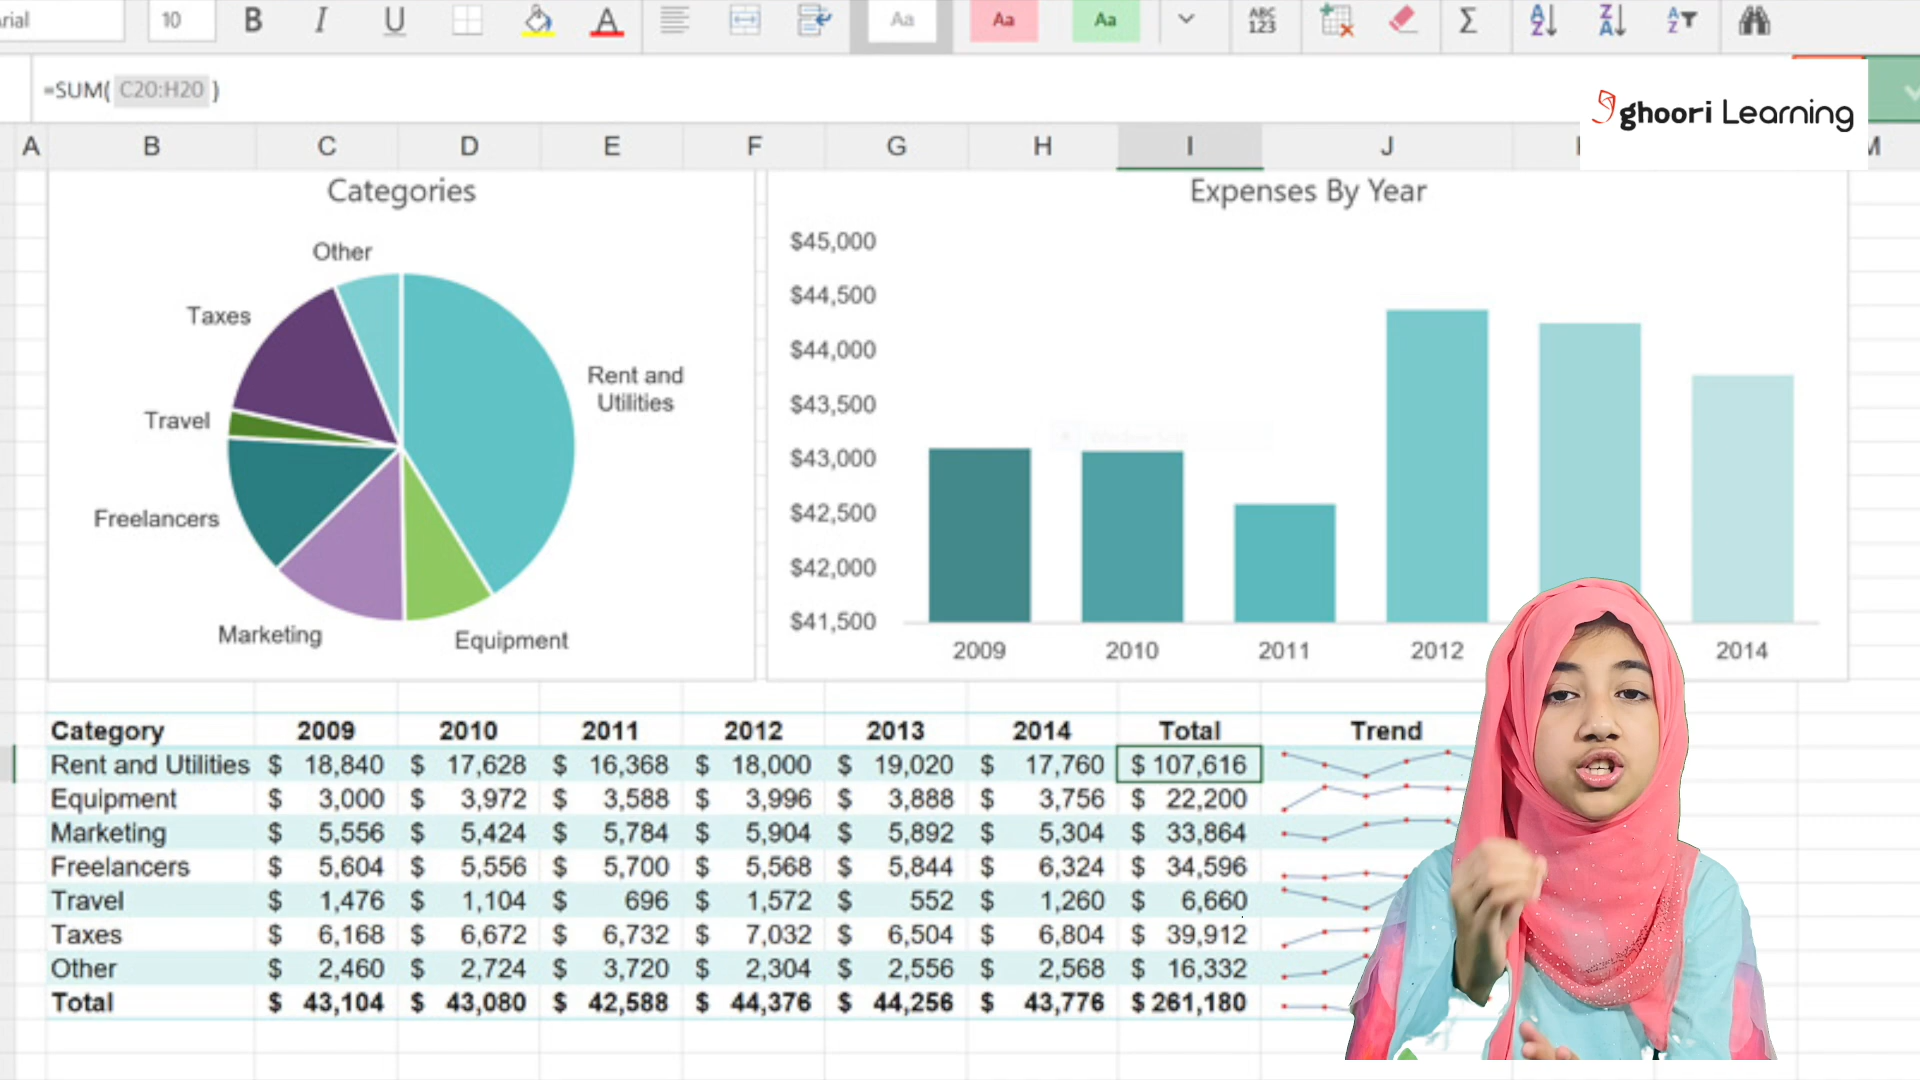 rial 10 B I U A Aa Aa Aa ABC 123 Σ A Z Z A A Z
=SUM( C20:H20 )
ghoori Learning
A B C D E F G H I J M
Categories
Other
Taxes
Travel
Freelancers
Marketing
Equipment
Rent and
Utilities
Expenses By Year
$45,000
$44,500
$44,000
$43,500
$43,000
$42,500
$42,000
$41,500
2009 2010 2011 2012 2014
Category 2009 2010 2011 2012 2013 2014 Total Trend
Rent and Utilities $ 18,840 $ 17,628 $ 16,368 $ 18,000 $ 19,020 $ 17,760 $ 107,616
Equipment $ 3,000 $ 3,972 $ 3,588 $ 3,996 $ 3,888 $ 3,756 $ 22,200
Marketing $ 5,556 $ 5,424 $ 5,784 $ 5,904 $ 5,892 $ 5,304 $ 33,864
Freelancers $ 5,604 $ 5,556 $ 5,700 $ 5,568 $ 5,844 $ 6,324 $ 34,596
Travel $ 1,476 $ 1,104 $ 696 $ 1,572 $ 552 $ 1,260 $ 6,660
Taxes $ 6,168 $ 6,672 $ 6,732 $ 7,032 $ 6,504 $ 6,804 $ 39,912
Other $ 2,460 $ 2,724 $ 3,720 $ 2,304 $ 2,556 $ 2,568 $ 16,332
Total $ 43,104 $ 43,080 $ 42,588 $ 44,376 $ 44,256 $ 43,776 $ 261,180